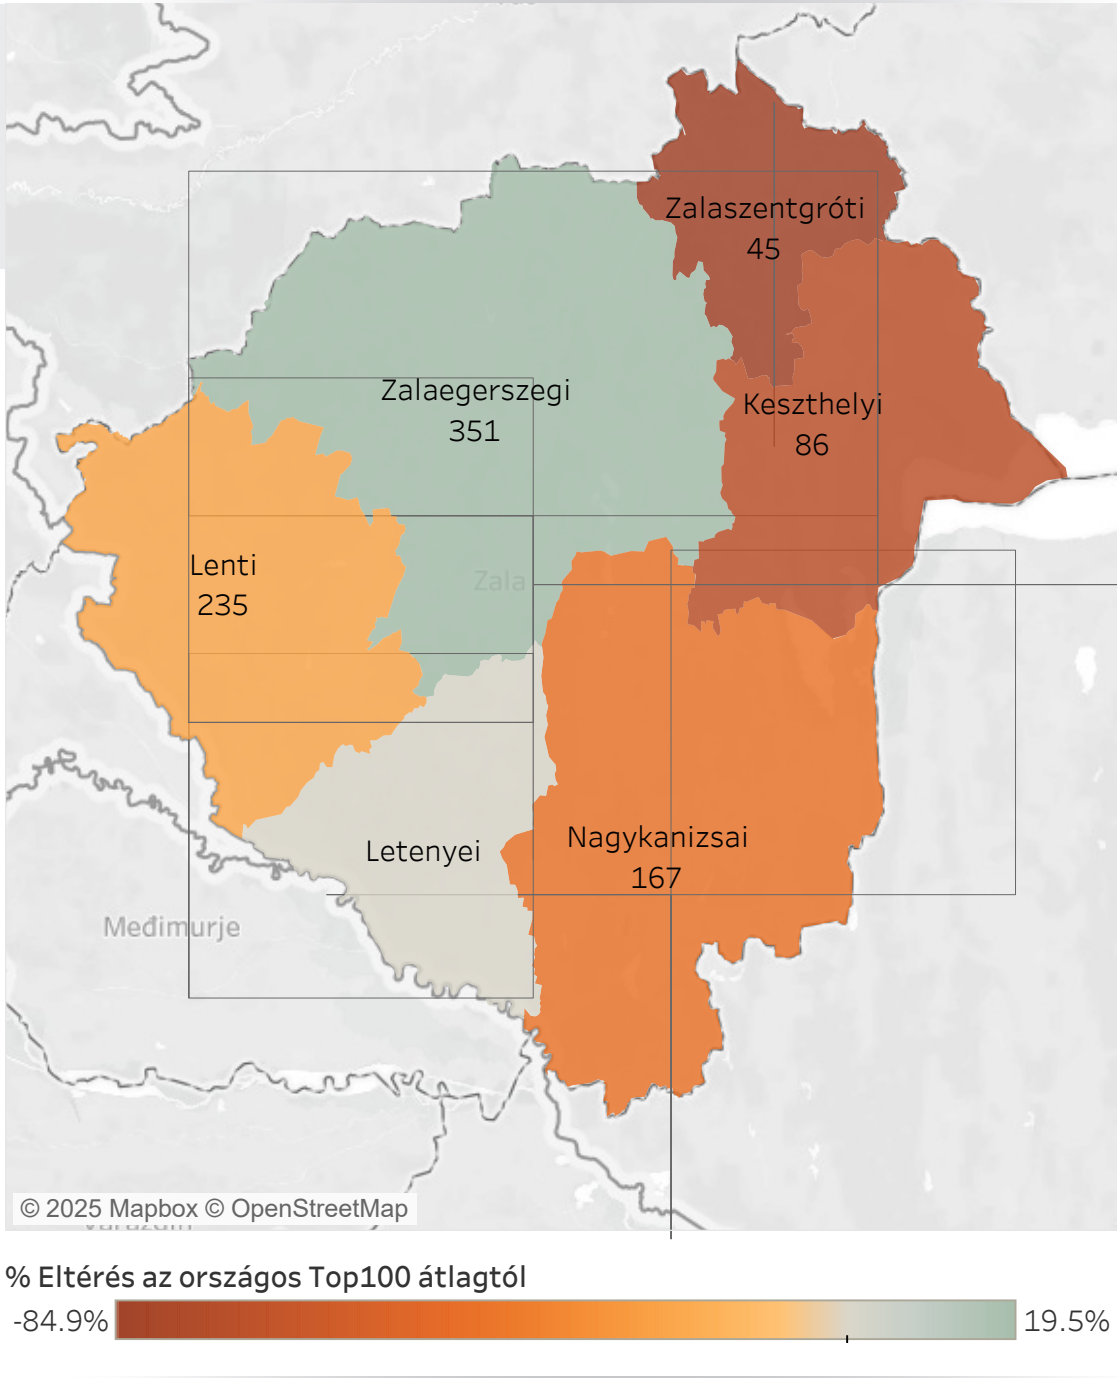 Zalaszentgróti
45
Zalaegerszegi
351
Keszthelyi
86
Lenti
235
Zala
Letenyei
Nagykanizsai
167
Međimurje
© 2025 Mapbox © OpenStreetMap
% Eltérés az országos Top100 átlagtól
-84.9%
19.5%